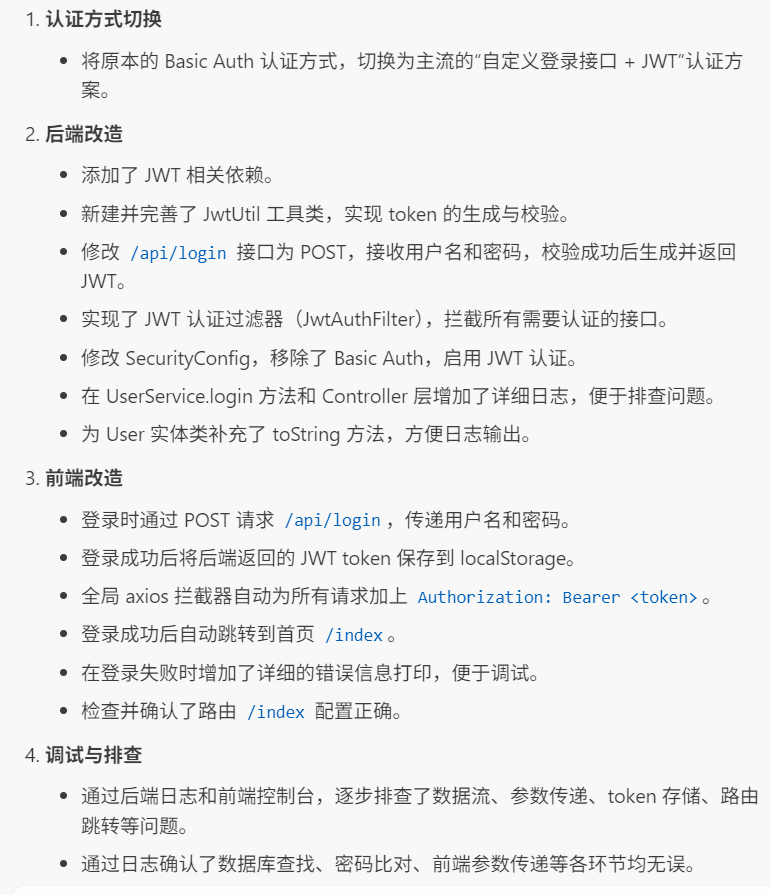 1. 认证方式切换
• 将原本的 Basic Auth 认证方式，切换为主流的“自定义登录接口 + JWT”认证方
案。
2. 后端改造
• 添加了 JWT 相关依赖。
• 新建并完善了 JwtUtil 工具类，实现 token 的生成与校验。
• 修改 /api/login 接口为 POST，接收用户名和密码，校验成功后生成并返回
JWT。
• 实现了 JWT 认证过滤器（JwtAuthFilter），拦截所有需要认证的接口。
• 修改 SecurityConfig，移除了 Basic Auth，启用 JWT 认证。
• 在 UserService.login 方法和 Controller 层增加了详细日志，便于排查问题。
• 为 User 实体类补充了 toString 方法，方便日志输出。
3. 前端改造
• 登录时通过 POST 请求 /api/login ，传递用户名和密码。
• 登录成功后将后端返回的 JWT token 保存到 localStorage。
• 全局 axios 拦截器自动为所有请求加上 Authorization: Bearer <token> 。
• 登录成功后自动跳转到首页 /index 。
• 在登录失败时增加了详细的错误信息打印，便于调试。
• 检查并确认了路由 /index 配置正确。
4. 调试与排查
• 通过后端日志和前端控制台，逐步排查了数据流、参数传递、token 存储、路由
跳转等问题。
• 通过日志确认了数据库查找、密码比对、前端参数传递等各环节均无误。